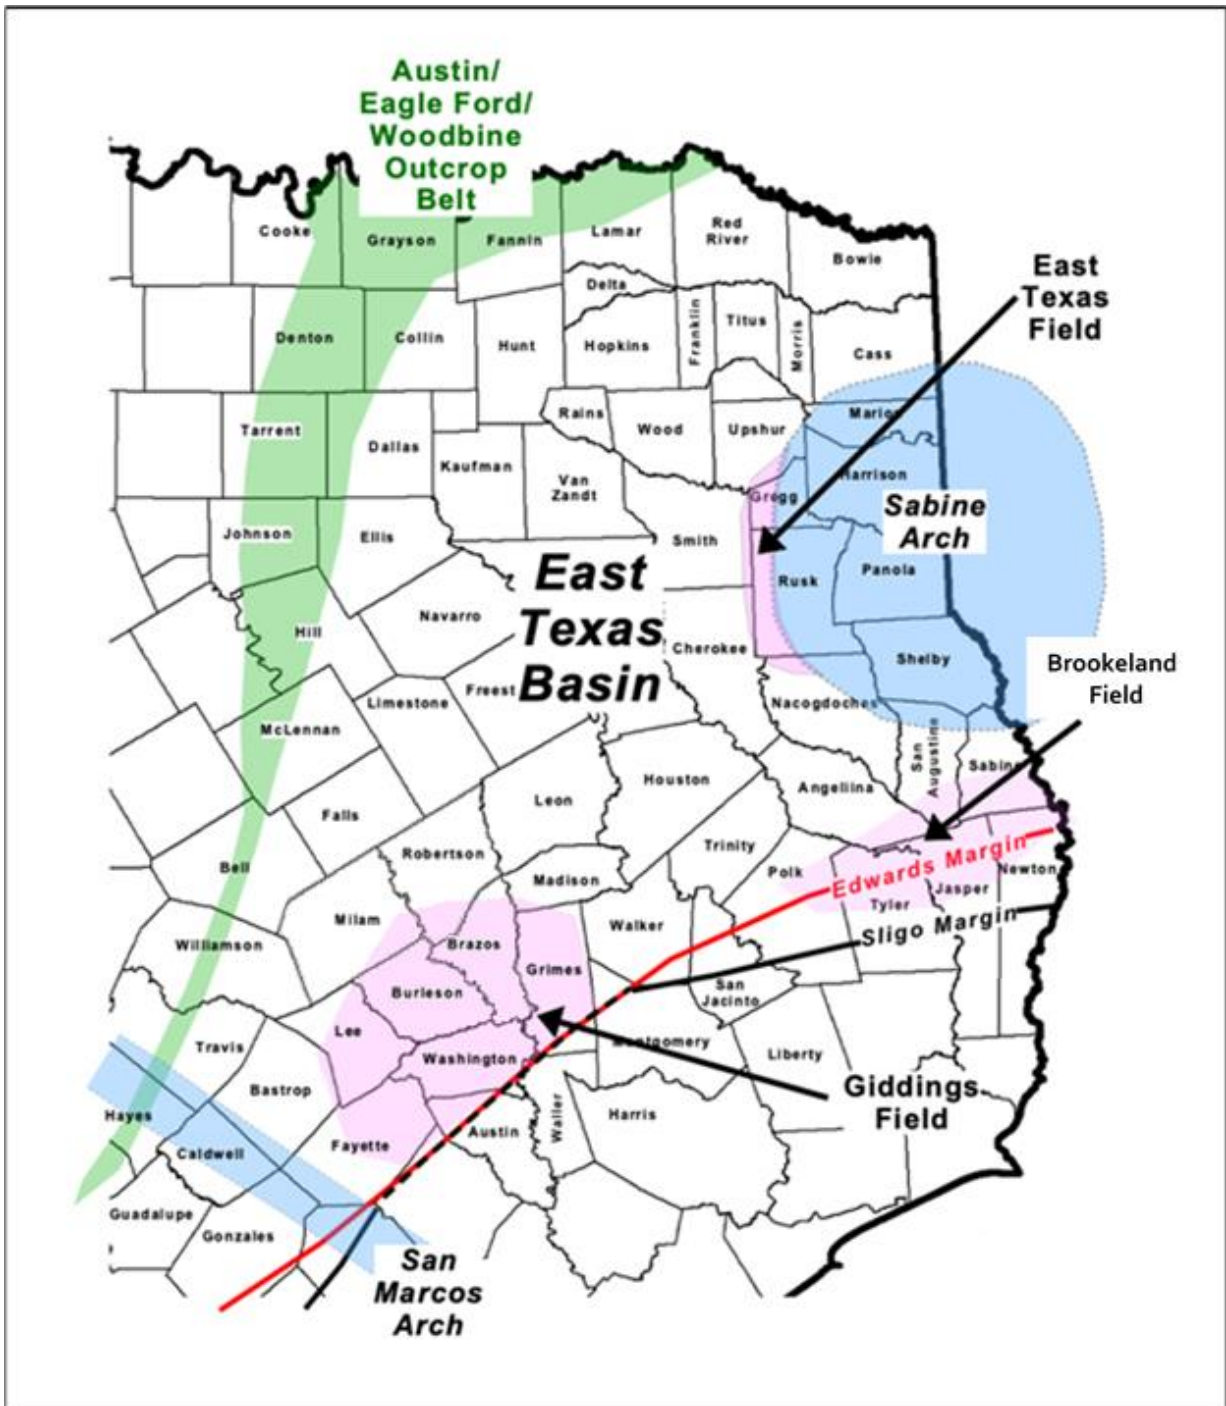 Austin/
Eagle Ford/
Woodbine
Outcrop
Belt
Cooke
Grayson
Fannin
Lamar
Red
River
Bowie
East
Texas
Field
Delta
Denton
Collin
Hunt
Hopkins
Franklin
Titus
Morris
Cass
Tarrent
Dallas
Rains
Wood
Upshur
Marion
Kaufman
Van
Zandt
Gregg
Harrison
Sabine
Arch
Johnson
Ellis
Smith
Rusk
Panola
East
Texas
Basin
Hill
Navarro
Cherokee
Shelby
Brookeland
Field
Freest
Limestone
Nacogdoches
McLennan
San
Augustine
Sabine
Houston
Angeliina
Leon
Falls
Robertson
Trinity
Bell
Madison
Polk
Edwards Margin
Newton
Jasper
Tyler
Milam
Walker
Sligo Margin
Williamson
Brazos
Grimes
Burleson
San
Jacinto
Lee
Travis
Washington
Montgomery
Liberty
Bastrop
Giddings
Field
Hayes
Waller
Harris
Austin
Fayette
Caldwell
Guadalupe
Gonzales
San
Marcos
Arch